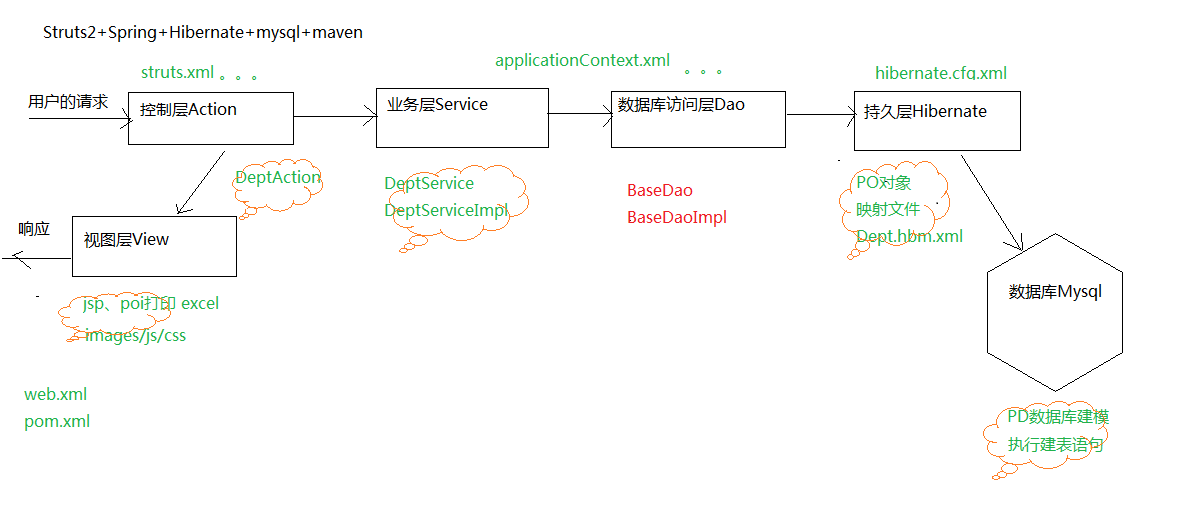 Struts2+Spring+Hibernate+mysql+maven
struts.xml 。。。
applicationContext.xml 。。。
hibernate.cfg.xml
用户的请求
控制层Action
业务层Service
数据库访问层Dao
持久层Hibernate
DeptAction
DeptService
DeptServiceImpl
BaseDao
BaseDaoImpl
PO对象
映射文件
Dept.hbm.xml
响应
视图层View
数据库Mysql
jsp、poi打印 excel
images/js/css
web.xml
pom.xml
PD数据库建模
执行建表语句